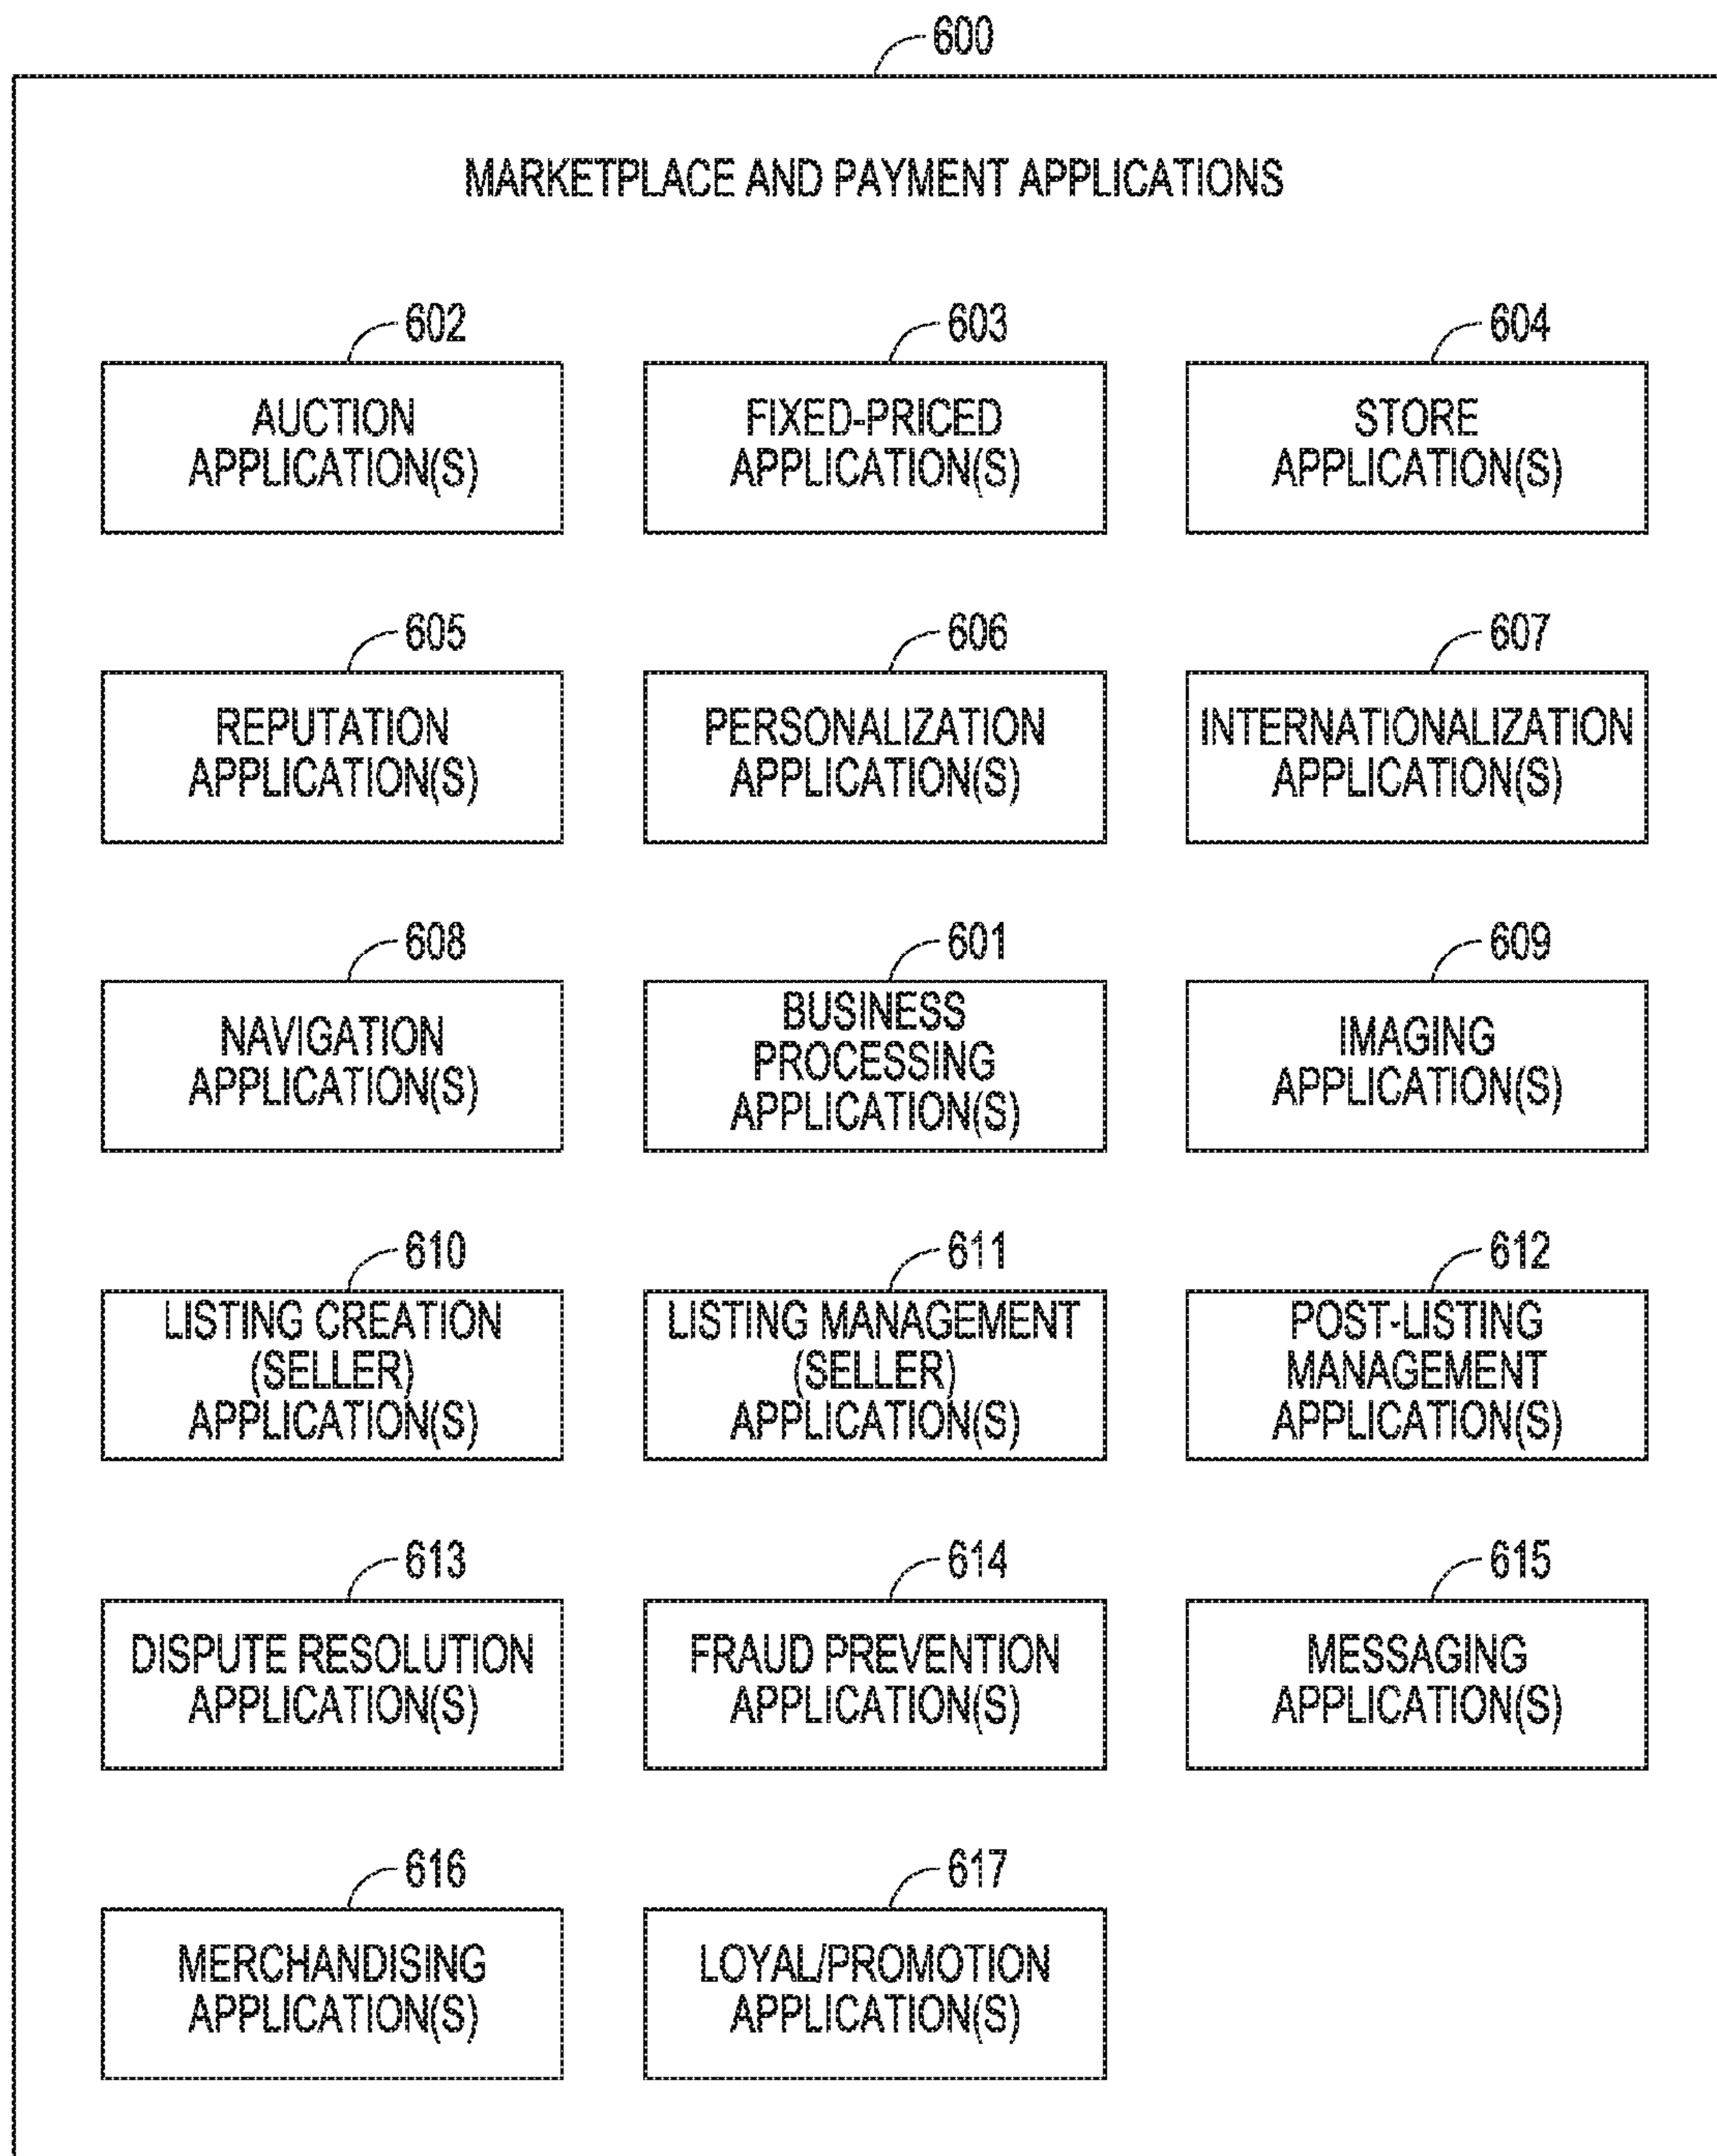 600
MARKETPLACE AND PAYMENT APPLICATIONS
602
AUCTION
APPLICATION(S)
603
FIXED-PRICED
APPLICATION(S)
604
STORE
APPLICATION(S)
605
REPUTATION
APPLICATION(S)
606
PERSONALIZATION
APPLICATION(S)
607
INTERNATIONALIZATION
APPLICATION(S)
608
NAVIGATION
APPLICATION(S)
601
BUSINESS
PROCESSING
APPLICATION(S)
609
IMAGING
APPLICATION(S)
610
LISTING CREATION
(SELLER)
APPLICATION(S)
611
LISTING MANAGEMENT
(SELLER)
APPLICATION(S)
612
POST-LISTING
MANAGEMENT
APPLICATION(S)
613
DISPUTE RESOLUTION
APPLICATION(S)
614
FRAUD PREVENTION
APPLICATION(S)
615
MESSAGING
APPLICATION(S)
616
MERCHANDISING
APPLICATION(S)
617
LOYAL/PROMOTION
APPLICATION(S)